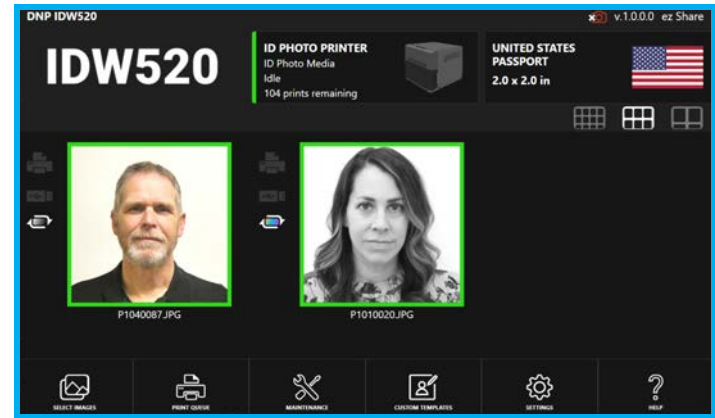 DNP IDW520
v.1.0.0.0 ez Share
IDW520
ID PHOTO PRINTER
ID Photo Media
Idle
104 prints remaining
UNITED STATES
PASSPORT
2.0 x 2.0 in
P1040087.JPG
P1010020.JPG
SELECT IMAGES
PRINT QUEUE
MAINTENANCE
CUSTOM TEMPLATES
SETTINGS
HELP